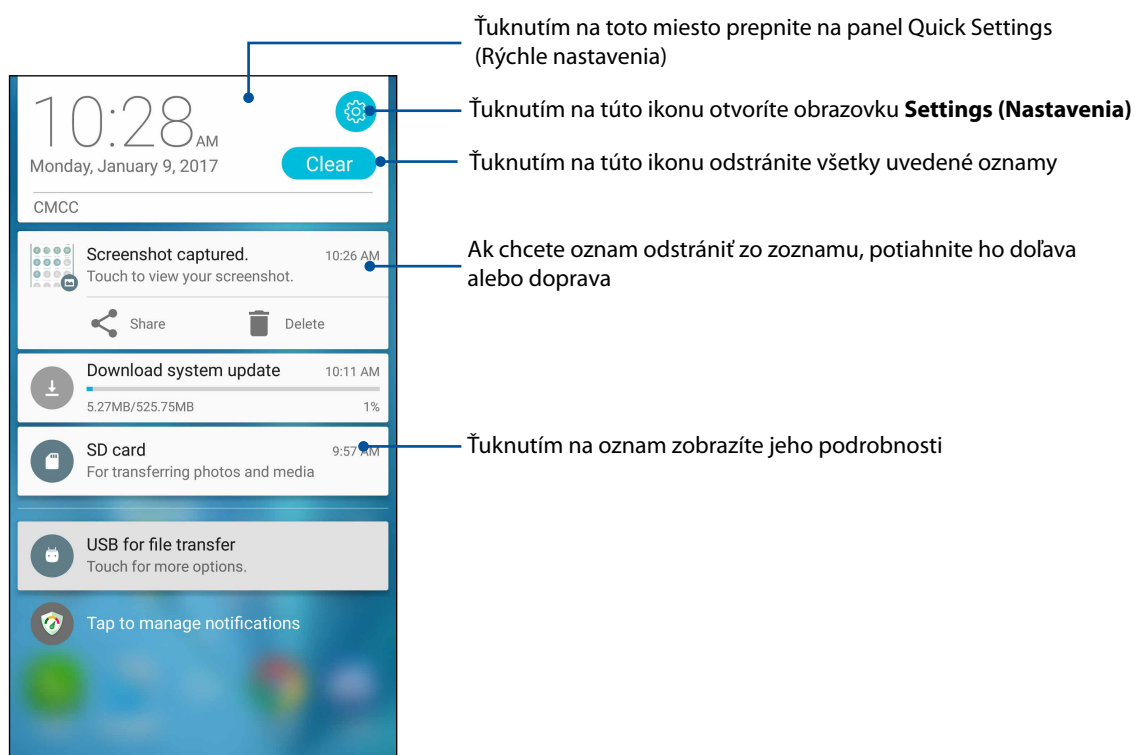 Ťuknutím na toto miesto prepnite na panel Quick Settings
(Rýchle nastavenia)
10:28 AM
Monday, January 9, 2017
Clear
CMCC
Ťuknutím na túto ikonu otvoríte obrazovku Settings (Nastavenia)
Ťuknutím na túto ikonu odstránite všetky uvedené oznamy
Screenshot captured. 10:26 AM
Touch to view your screenshot.
Share Delete
Ak chcete oznam odstrániť zo zoznamu, potiahnite ho doľava
alebo doprava
Download system update 10:11 AM
5.27MB/525.75MB 1%
SD card 9:57 AM
For transferring photos and media
Ťuknutím na oznam zobrazíte jeho podrobnosti
USB for file transfer
Touch for more options.
Tap to manage notifications